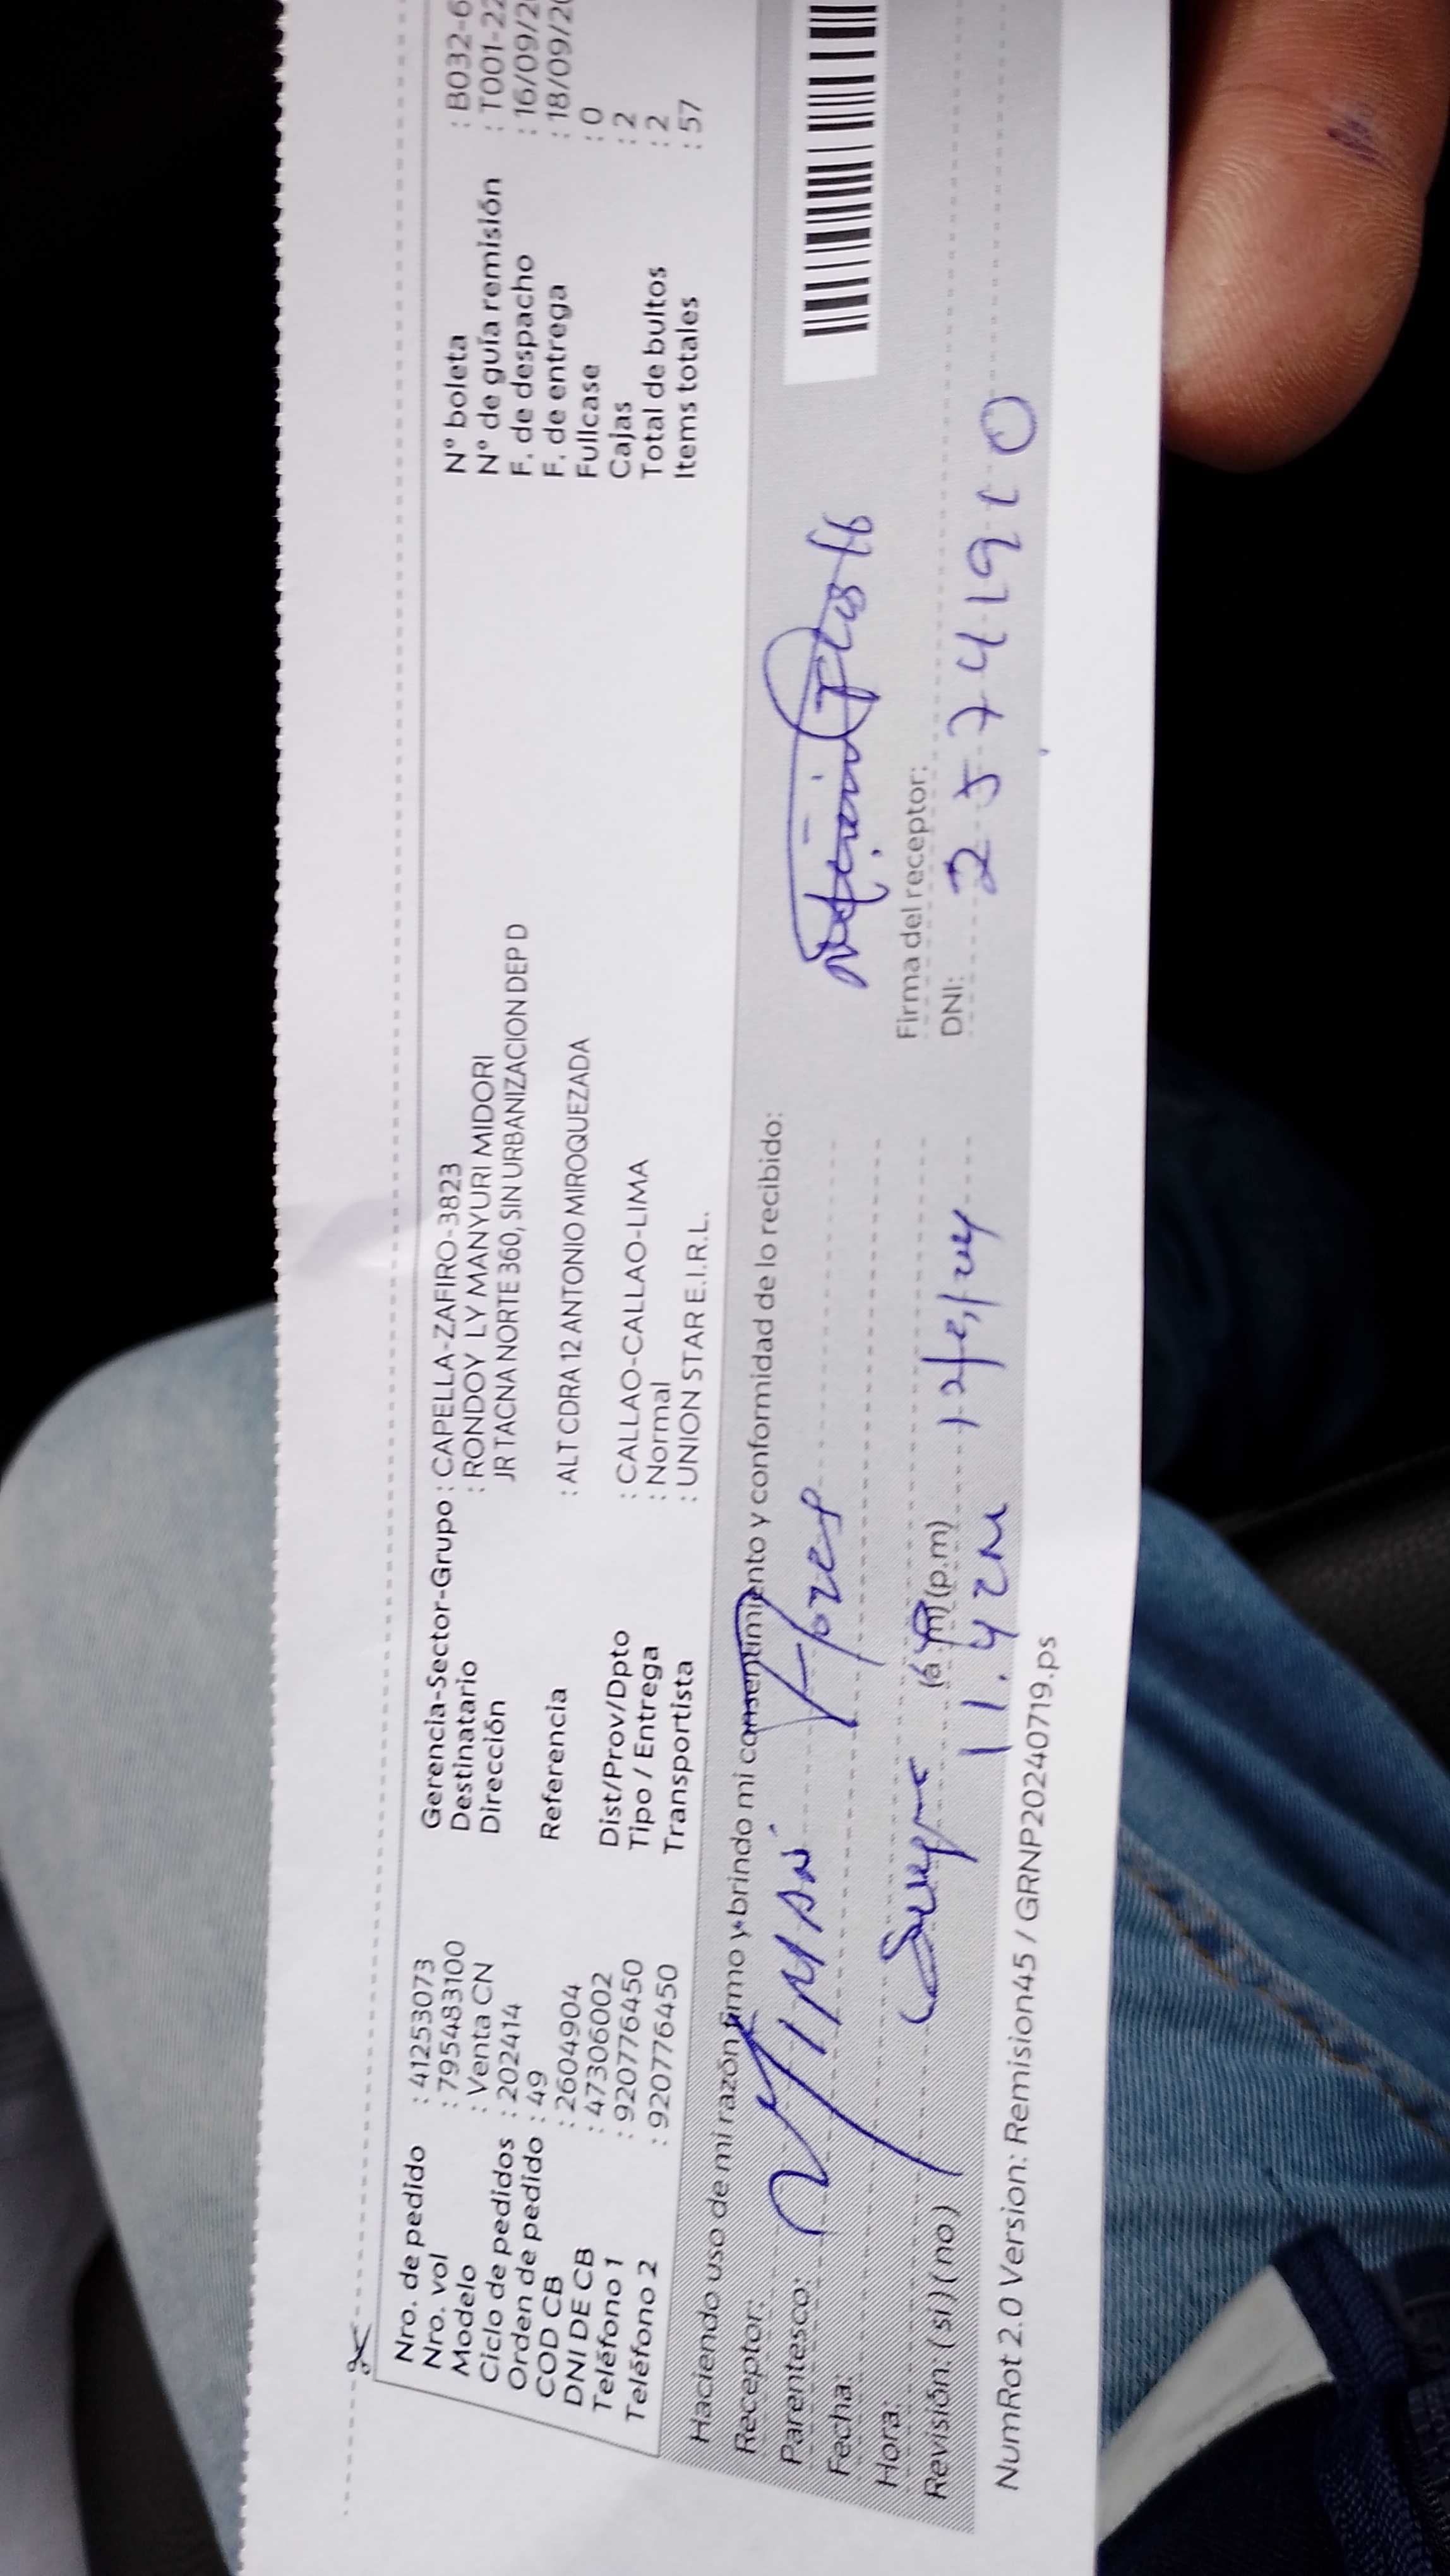 Nro. de pedido : 41253073
Nro. vol : 795483100
Modelo : Venta CN
Ciclo de pedidos : 202414
Orden de pedido : 49
COD CB : 2604904
DNI DE CB : 47306002
Teléfono 1 : 920776450
Teléfono 2 : 920776450
Gerencia-Sector-Grupo : CAPELLA-ZAFIRO-3823
Destinatario : RONDOY LY MANYURI MIDORI
Dirección JR TACNA NORTE 360, SIN URBANIZACION DEP D
Referencia : ALT CDRA 12 ANTONIO MIROQUEZADA
Dist/Prov/Dpto : CALLAO-CALLAO-LIMA
Tipo / Entrega : Normal
Transportista : UNION STAR E.I.R.L.
N° boleta : B032-6
N° de guía remisión : T001-22
F. de despacho : 16/09/20
F. de entrega : 18/09/20
Fullcase : 0
Cajas : 2
Total de bultos : 2
Items totales : 57
Haciendo uso de mi razón firmo y brindo mi consentimiento y conformidad de lo recibido:
Receptor:
Parentesco:
Fecha:
Hora: (a.m)(p.m)
Revisión: (si)(no)
Firma del receptor:
DNI: 25741910
NumRot 2.0 Version: Remision45 / GRNP20240719.ps